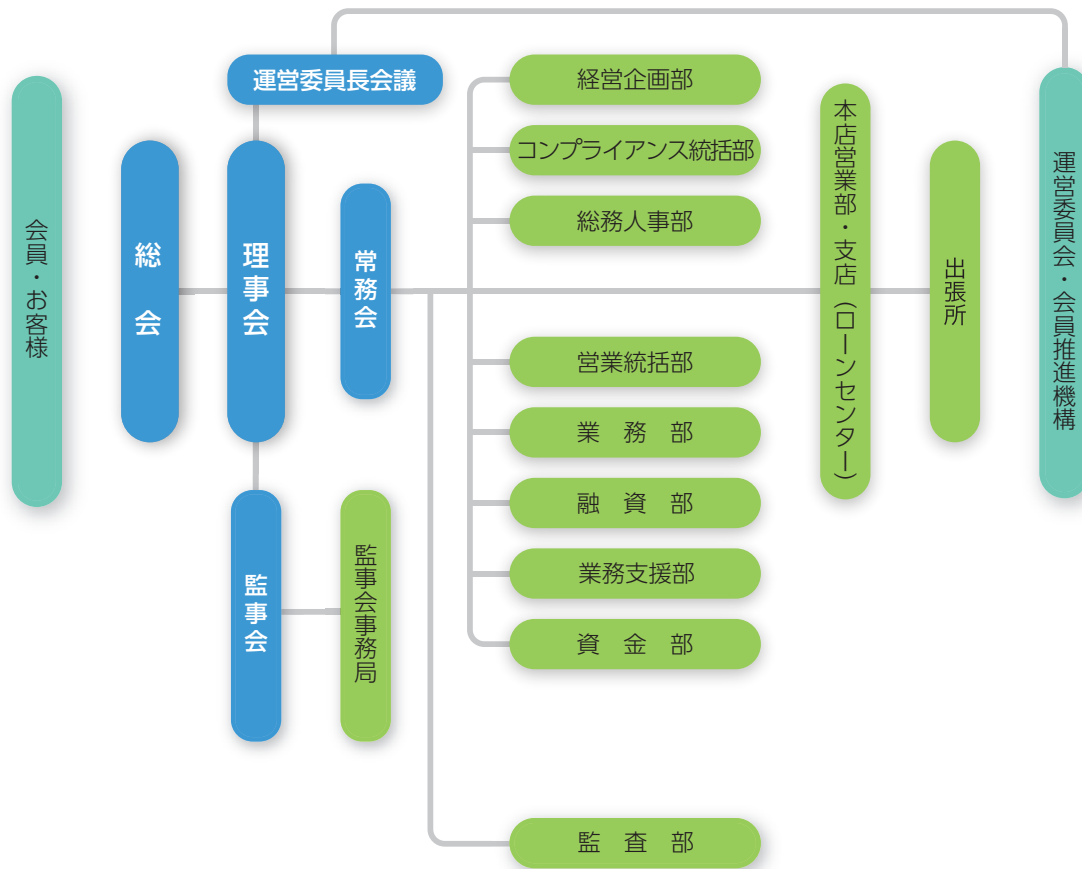 会員・お客様
総会
運営委員長会議
理事会
監事会
常務会
監事会事務局
経営企画部
コンプライアンス統括部
総務人事部
営業統括部
業務部
融資部
業務支援部
資金部
監査部
本店営業部・支店（ローンセンター）
出張所
運営委員会・会員推進機構